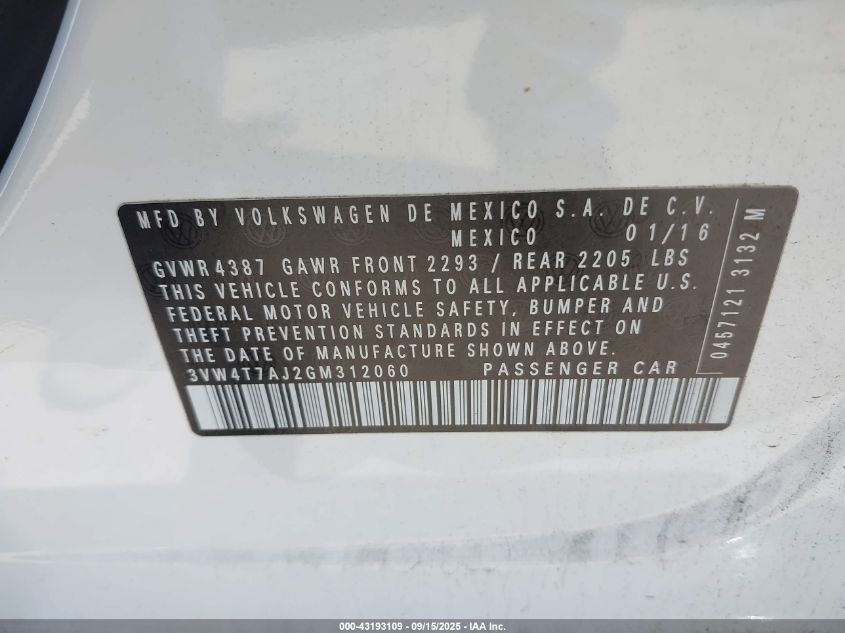 MFD BY VOLKSWAGEN DE MEXICO S.A. DE C.V.
MEXICO 01/16
GVWR 4387 GAWR FRONT 2293 / REAR 2205 LBS
THIS VEHICLE CONFORMS TO ALL APPLICABLE U.S.
FEDERAL MOTOR VEHICLE SAFETY, BUMPER AND
THEFT PREVENTION STANDARDS IN EFFECT ON
THE DATE OF MANUFACTURE SHOWN ABOVE.
3VW4T7AJ2GM312060 PASSENGER CAR
0457121 3132 M
000-43193109 - 09/15/2025 - IAA Inc.